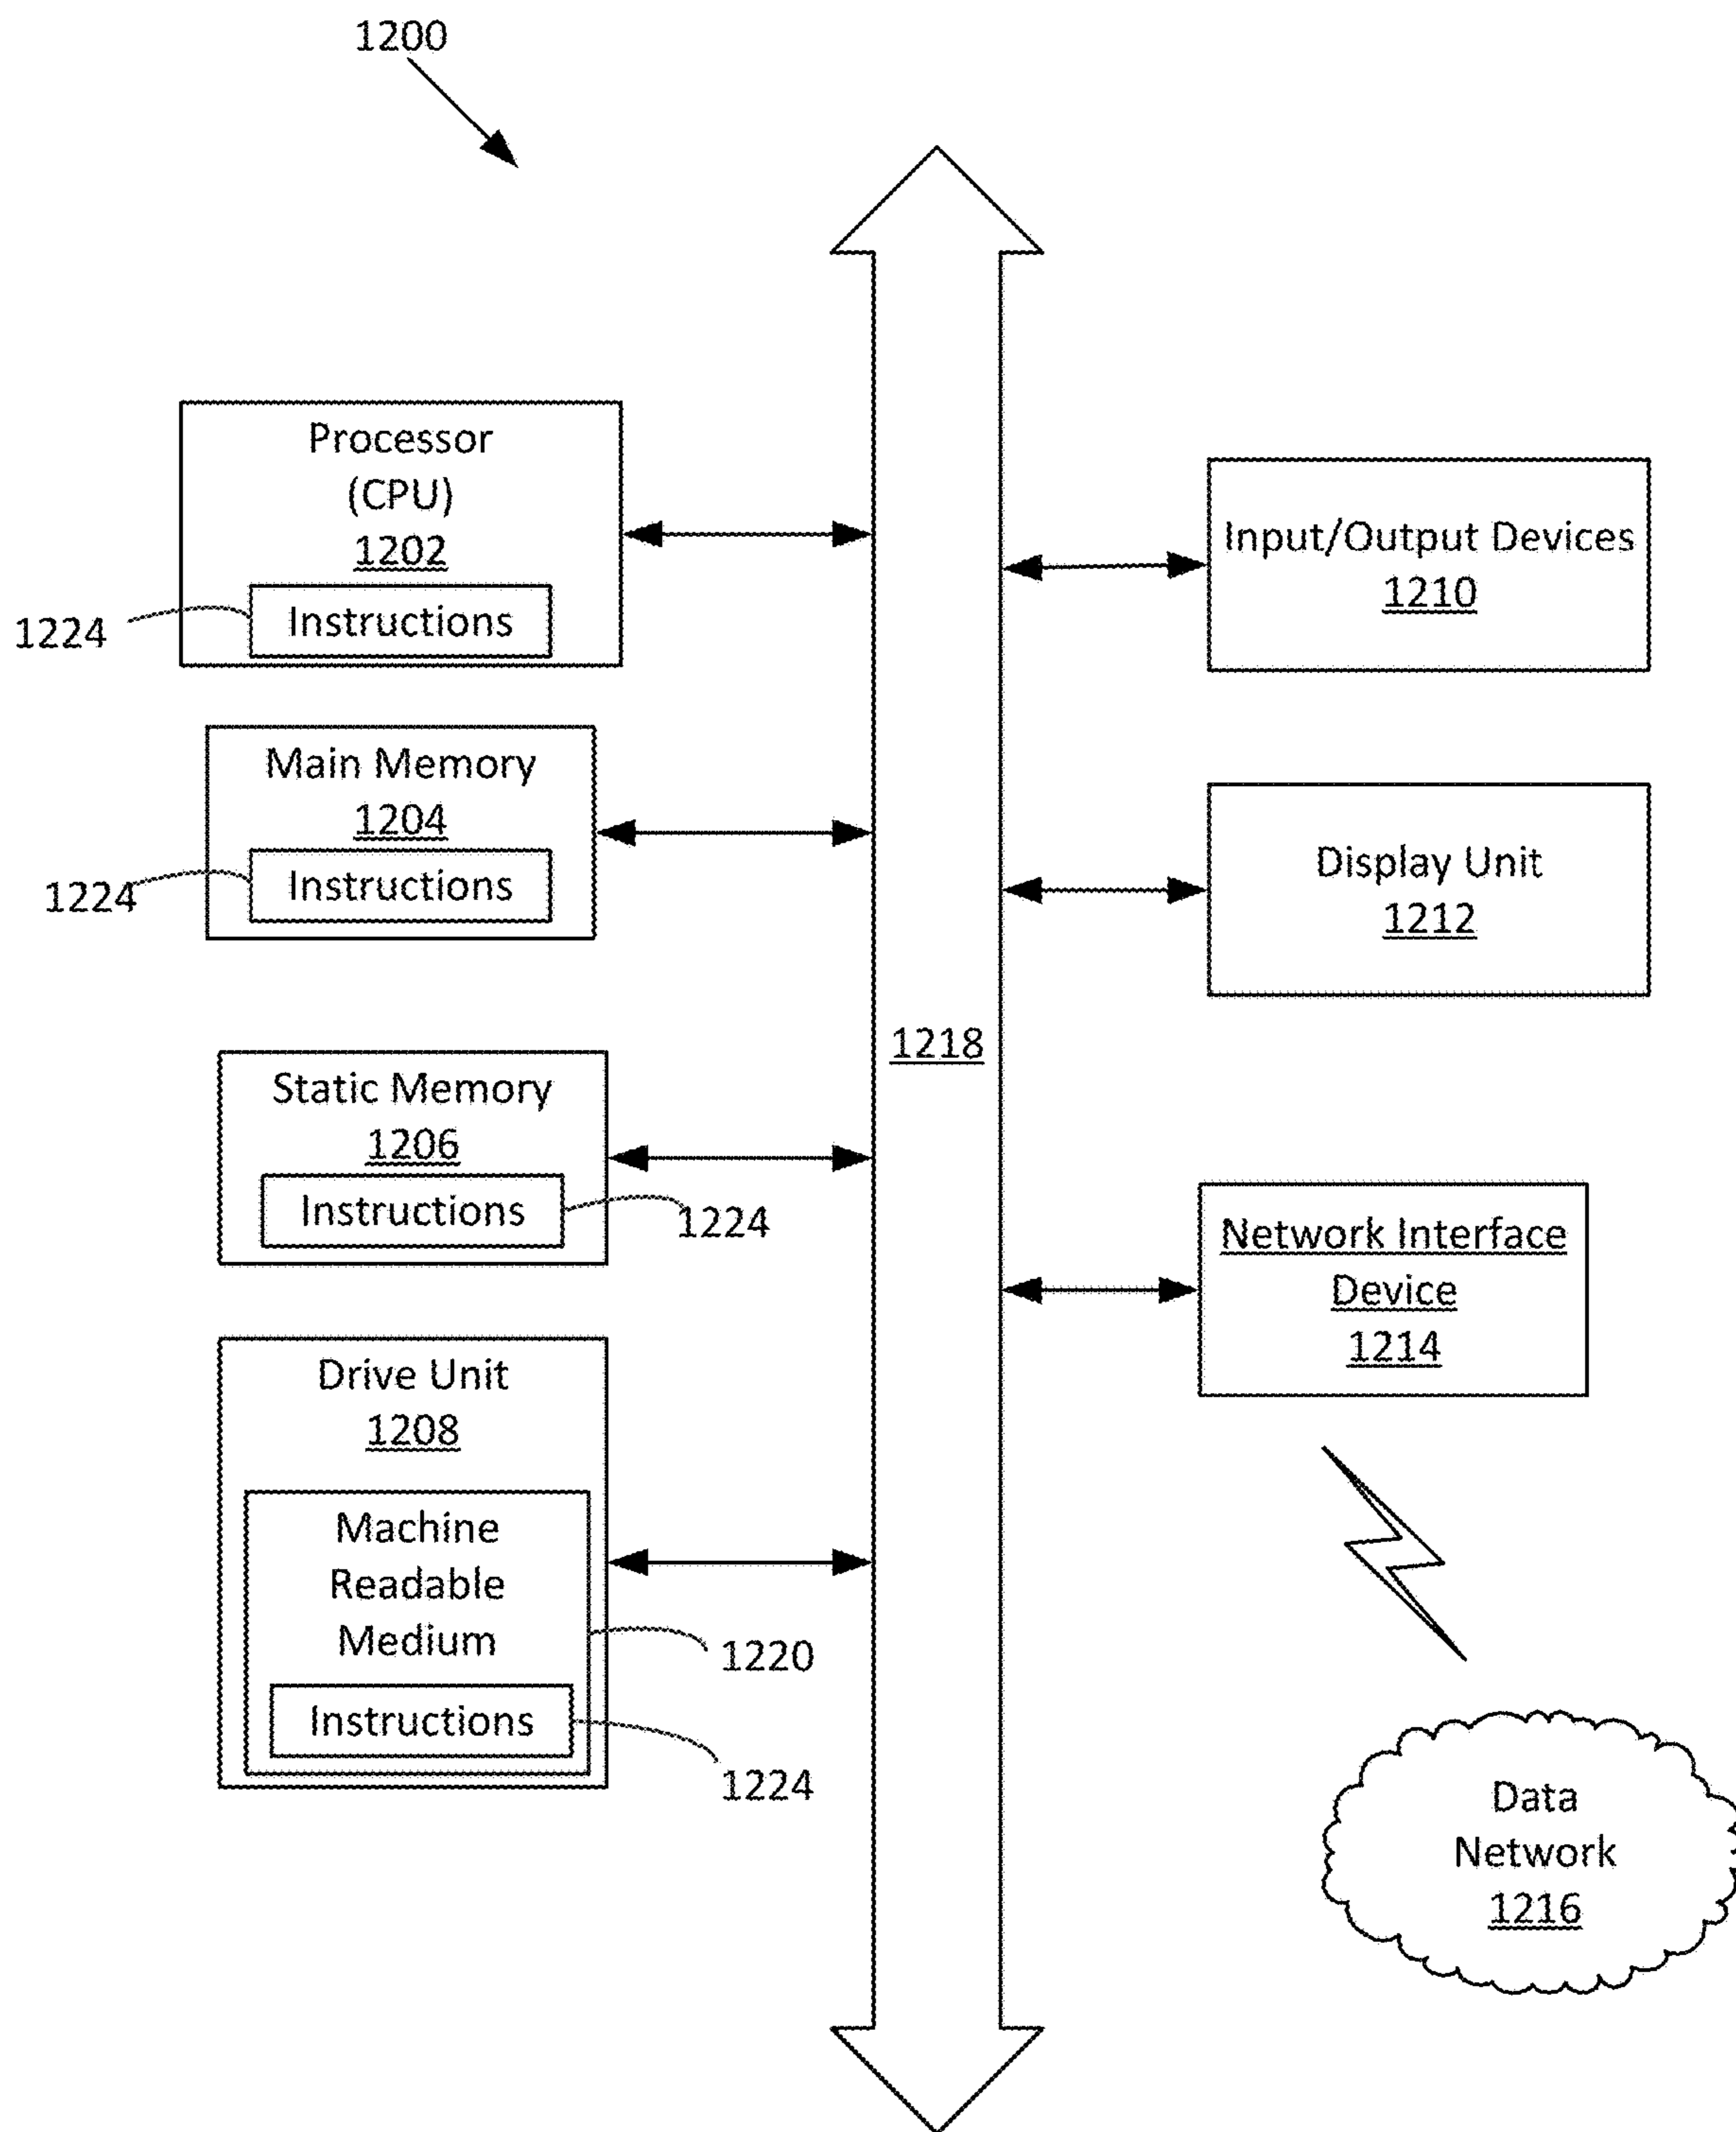 1200
Processor
(CPU)
1202
Instructions
1224
Main Memory
1204
Instructions
1224
Static Memory
1206
Instructions
1224
Drive Unit
1208
Machine
Readable
Medium
1220
Instructions
1224
1218
Input/Output Devices
1210
Display Unit
1212
Network Interface
Device
1214
Data
Network
1216